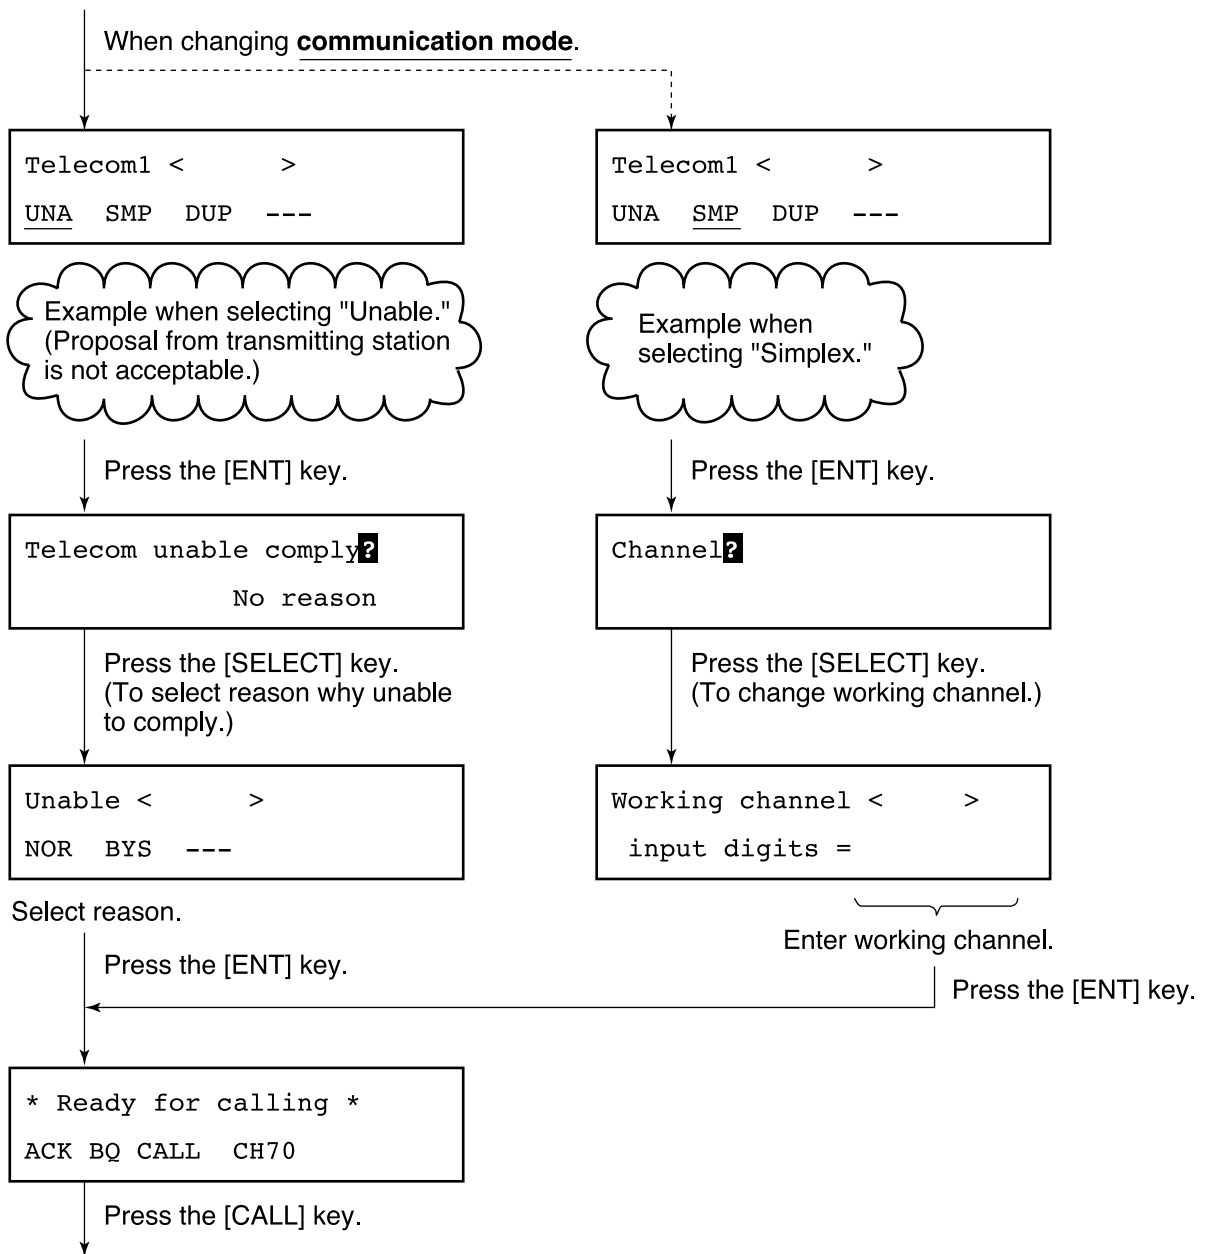 When changing communication mode.
Telecom1 <      >
UNA  SMP  DUP  ---
Telecom1 <      >
UNA  SMP  DUP  ---
Example when selecting "Unable."
(Proposal from transmitting station
is not acceptable.)
Example when
selecting "Simplex."
Press the [ENT] key.
Press the [ENT] key.
Telecom unable comply?
No reason
Channel?
Press the [SELECT] key.
(To select reason why unable
to comply.)
Press the [SELECT] key.
(To change working channel.)
Unable <      >
NOR  BYS  ---
Working channel <     >
input digits =
Select reason.
Enter working channel.
Press the [ENT] key.
Press the [ENT] key.
* Ready for calling *
ACK BQ CALL  CH70
Press the [CALL] key.